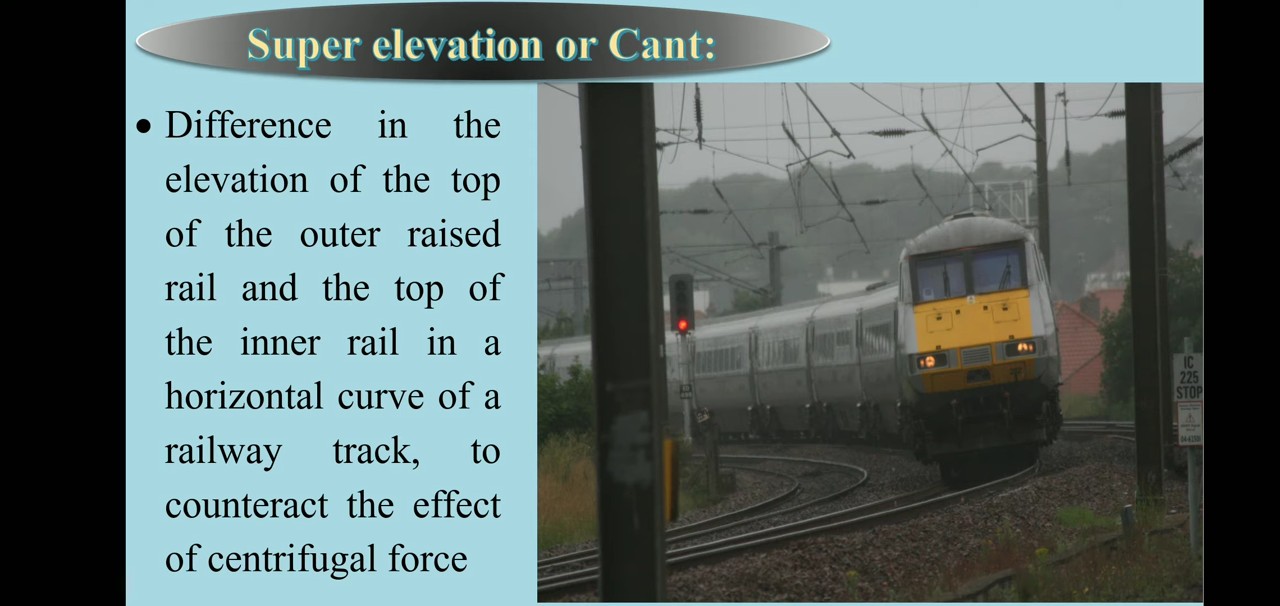 Super elevation or Cant:
• Difference in the
elevation of the top
of the outer raised
rail and the top of
the inner rail in a
horizontal curve of a
railway track, to
counteract the effect
of centrifugal force
IC
225
STOP